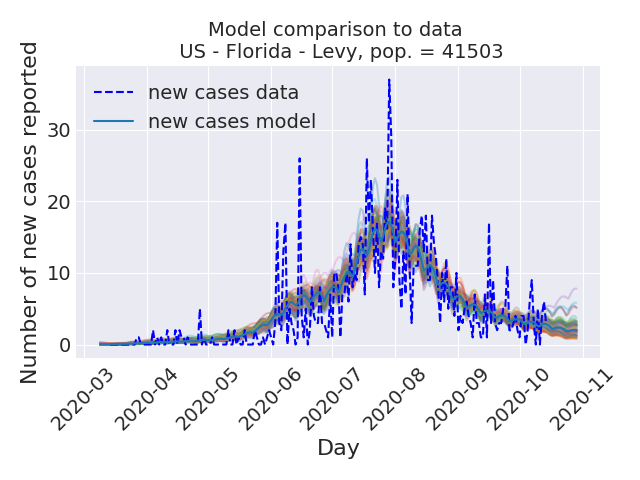 Model comparison to data
US - Florida - Levy, pop. = 41503
Number of new cases reported
new cases data
new cases model
30
20
10
0
2020-03
2020-04
2020-05
2020-06
2020-07
2020-08
2020-09
2020-10
2020-11
Day